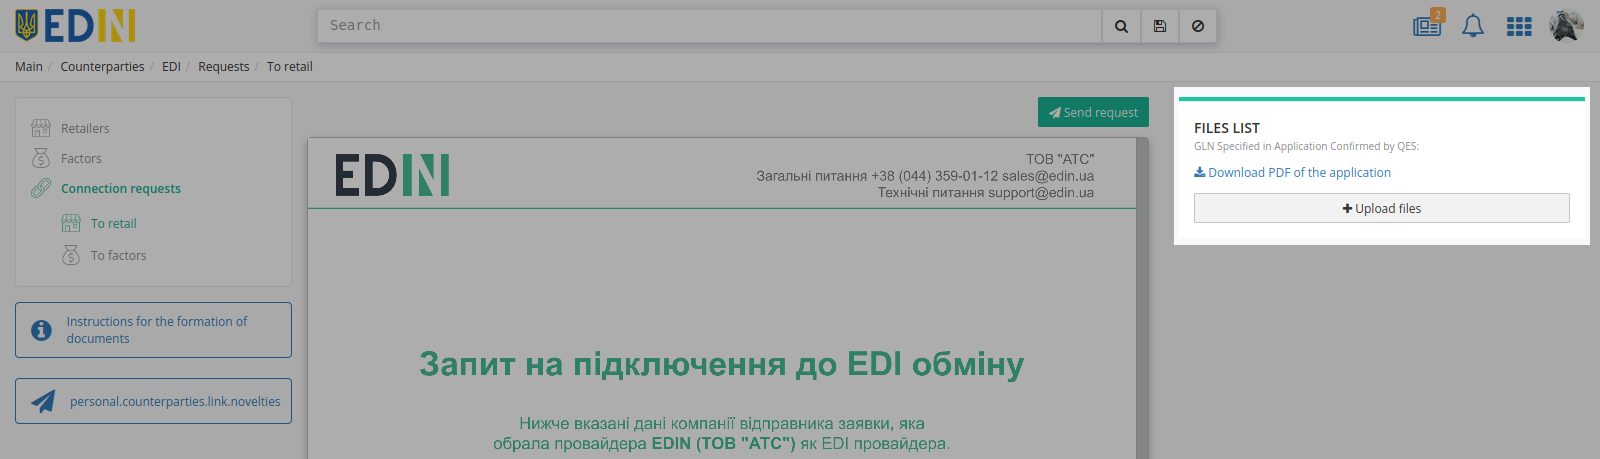 EDIN
Search
2
Main / Counterparties / EDI / Requests / To retail
Retailers
Factors
Connection requests
To retail
To factors
Instructions for the formation of
documents
personal.counterparties.link.novelties
Send request
EDIN
ТОВ "АТС"
Загальні питання +38 (044) 359-01-12 sales@edin.ua
Технічні питання support@edin.ua
Запит на підключення до EDI обміну
Нижче вказані дані компанії відправника заявки, яка
обрала провайдера EDIN (ТОВ "АТС") як EDI провайдера.
FILES LIST
GLN Specified in Application Confirmed by QES:
Download PDF of the application
Upload files